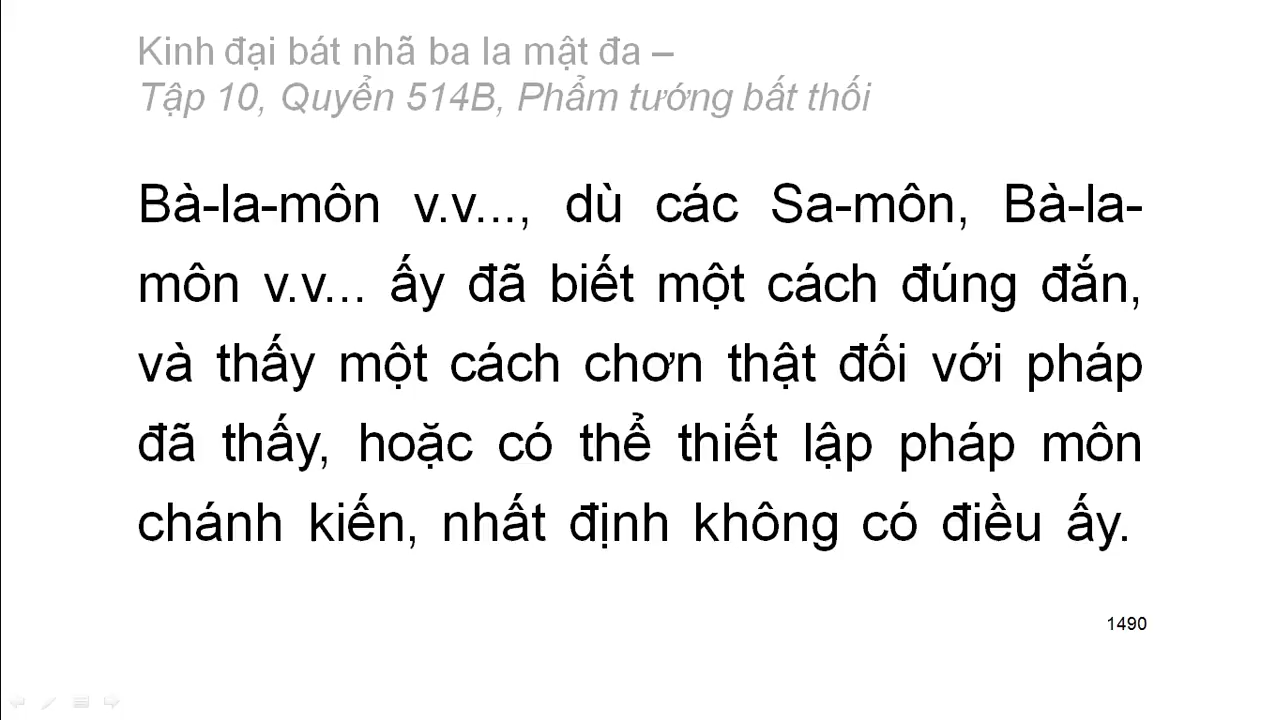 Kinh đại bát nhã ba la mật đa –
Tập 10, Quyển 514B, Phẩm tướng bất thối
Bà-la-môn v.v..., dù các Sa-môn, Bà-la-
môn v.v... ấy đã biết một cách đúng đắn,
và thấy một cách chơn thật đối với pháp
đã thấy, hoặc có thể thiết lập pháp môn
chánh kiến, nhất định không có điều ấy.
1490